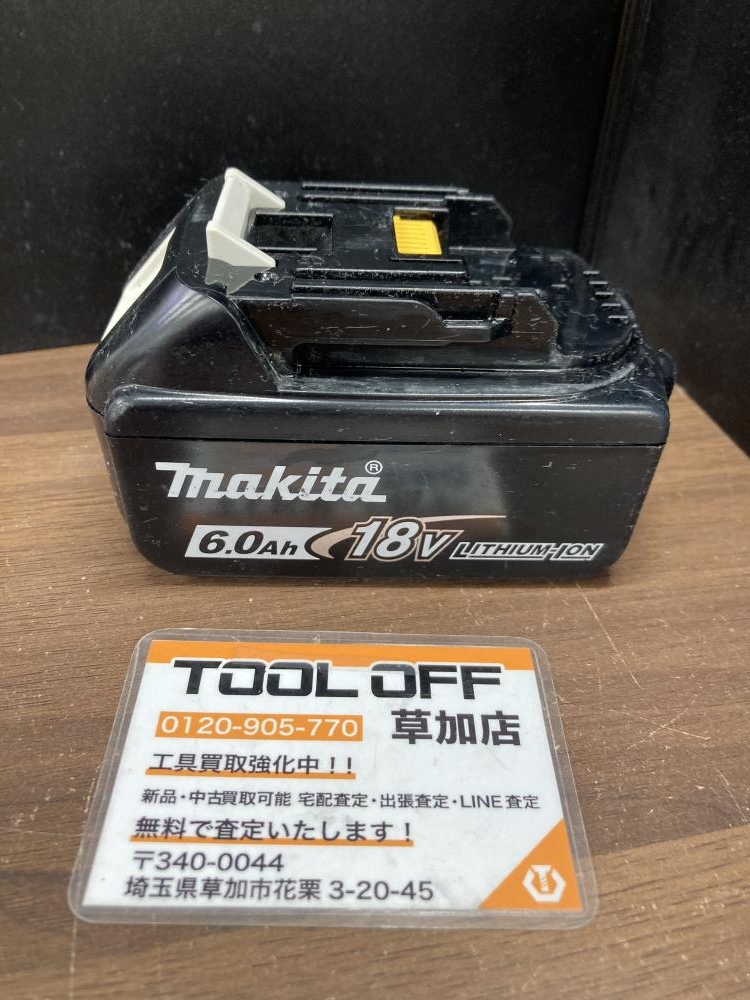 makita®
6.0Ah 18V LITHIUM-ION
TOOL OFF
0120-905-770 草加店
工具買取強化中！！
新品・中古買取可能 宅配査定・出張査定・LINE査定
無料で査定いたします！
〒340-0044
埼玉県草加市花栗 3-20-45